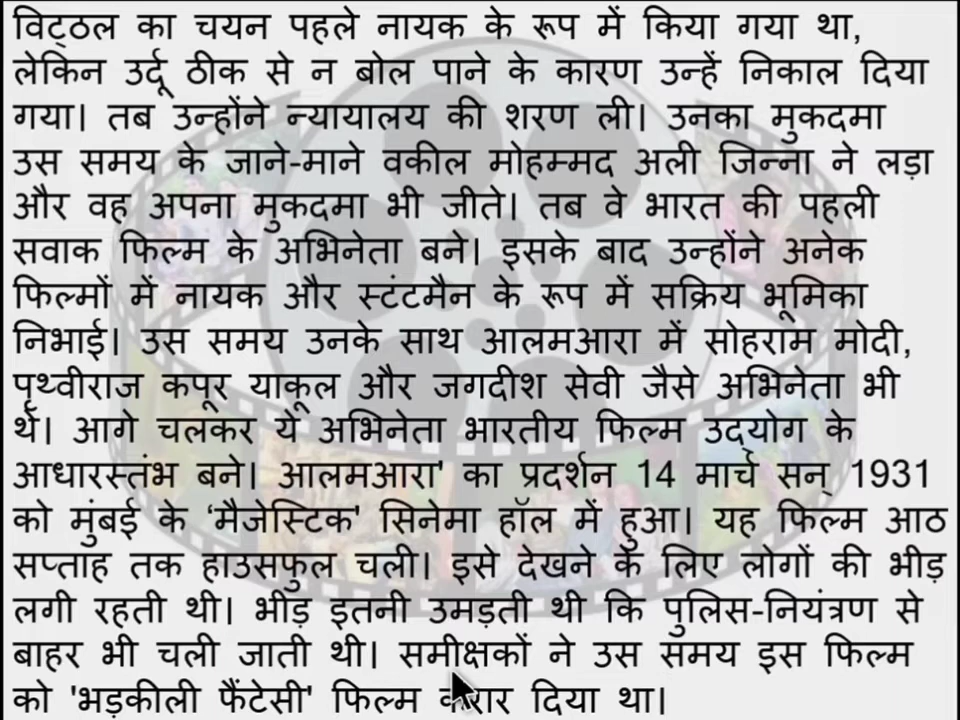 विट्ठल का चयन पहले नायक के रूप में किया गया था,
लेकिन उर्दू ठीक से न बोल पाने के कारण उन्हें निकाल दिया
गया। तब उन्होंने न्यायालय की शरण ली। उनका मुकदमा
उस समय के जाने-माने वकील मोहम्मद अली जिन्ना ने लड़ा
और वह अपना मुकदमा भी जीते। तब वे भारत की पहली
सवाक फिल्म के अभिनेता बने। इसके बाद उन्होंने अनेक
फिल्मों में नायक और स्टंटमैन के रूप में सक्रिय भूमिका
निभाई। उस समय उनके साथ आलमआरा में सोहराम मोदी,
पृथ्वीराज कपूर याकूल और जगदीश सेवी जैसे अभिनेता भी
थे। आगे चलकर ये अभिनेता भारतीय फिल्म उद्योग के
आधारस्तंभ बने। आलमआरा' का प्रदर्शन 14 मार्च सन् 1931
को मुंबई के 'मैजेस्टिक' सिनेमा हॉल में हुआ। यह फिल्म आठ
सप्ताह तक हाउसफुल चली। इसे देखने के लिए लोगों की भीड़
लगी रहती थी। भीड़ इतनी उमड़ती थी कि पुलिस-नियंत्रण से
बाहर भी चली जाती थी। समीक्षकों ने उस समय इस फिल्म
को 'भड़कीली फैंटेसी' फिल्म करार दिया था।